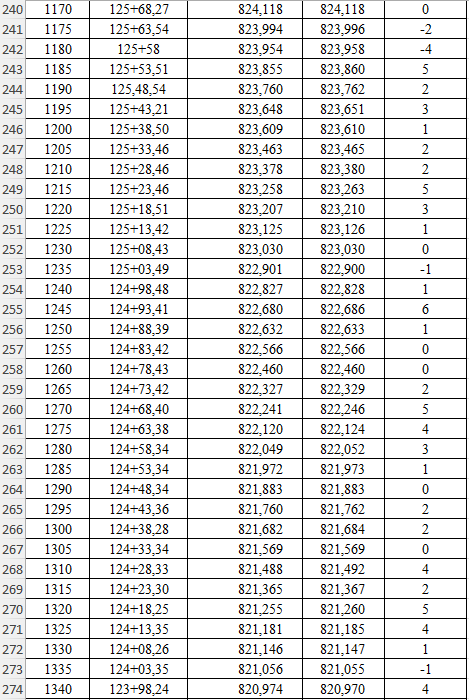 240 1170 125+68,27 824,118 824,118 0
241 1175 125+63,54 823,994 823,996 -2
242 1180 125+58 823,954 823,958 -4
243 1185 125+53,51 823,855 823,860 5
244 1190 125,48,54 823,760 823,762 2
245 1195 125+43,21 823,648 823,651 3
246 1200 125+38,50 823,609 823,610 1
247 1205 125+33,46 823,463 823,465 2
248 1210 125+28,46 823,378 823,380 2
249 1215 125+23,46 823,258 823,263 5
250 1220 125+18,51 823,207 823,210 3
251 1225 125+13,42 823,125 823,126 1
252 1230 125+08,43 823,030 823,030 0
253 1235 125+03,49 822,901 822,900 -1
254 1240 124+98,48 822,827 822,828 1
255 1245 124+93,41 822,680 822,686 6
256 1250 124+88,39 822,632 822,633 1
257 1255 124+83,42 822,566 822,566 0
258 1260 124+78,43 822,460 822,460 0
259 1265 124+73,42 822,327 822,329 2
260 1270 124+68,40 822,241 822,246 5
261 1275 124+63,38 822,120 822,124 4
262 1280 124+58,34 822,049 822,052 3
263 1285 124+53,34 821,972 821,973 1
264 1290 124+48,34 821,883 821,883 0
265 1295 124+43,36 821,760 821,762 2
266 1300 124+38,28 821,682 821,684 2
267 1305 124+33,34 821,569 821,569 0
268 1310 124+28,33 821,488 821,492 4
269 1315 124+23,30 821,365 821,367 2
270 1320 124+18,25 821,255 821,260 5
271 1325 124+13,35 821,181 821,185 4
272 1330 124+08,26 821,146 821,147 1
273 1335 124+03,35 821,056 821,055 -1
274 1340 123+98,24 820,974 820,970 4